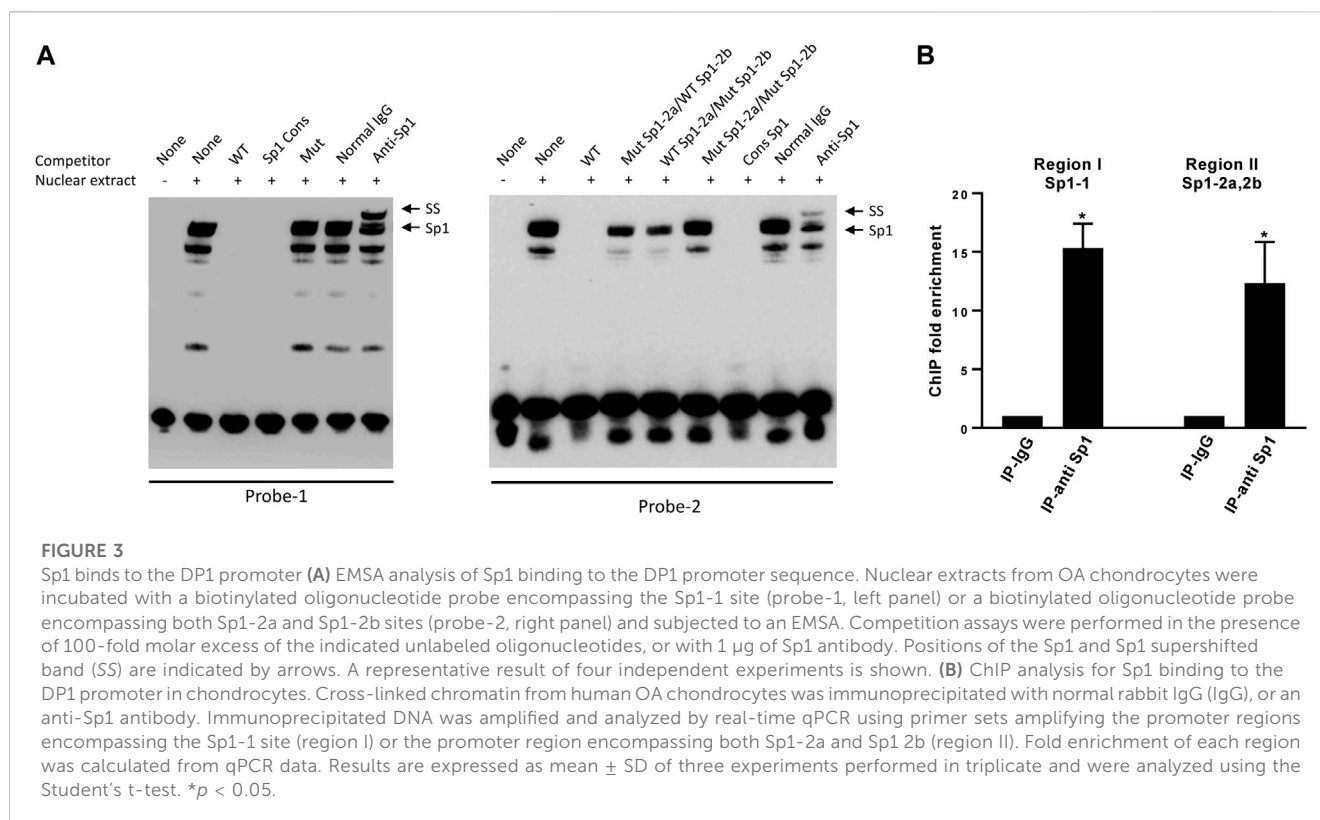 A
Competitor
None
None
WT
Sp1 Cons
Mut
Normal IgG
Anti-Sp1
Nuclear extract
- + + + + + +
SS
Sp1
Probe-1
None
None
WT
Mut Sp1-2a/WT Sp1-2b
WT Sp1-2a/Mut Sp1-2b
Mut Sp1-2a/Mut Sp1-2b
Cons Sp1
Normal IgG
Anti-Sp1
- + + + + + + + +
SS
Sp1
Probe-2
B
Region I
Sp1-1
Region II
Sp1-2a,2b
ChIP fold enrichment
20
15
10
5
0
*
*
IP-IgG
IP-anti Sp1
IP-IgG
IP-anti Sp1
FIGURE 3
Sp1 binds to the DP1 promoter (A) EMSA analysis of Sp1 binding to the DP1 promoter sequence. Nuclear extracts from OA chondrocytes were
incubated with a biotinylated oligonucleotide probe encompassing the Sp1-1 site (probe-1, left panel) or a biotinylated oligonucleotide probe
encompassing both Sp1-2a and Sp1-2b sites (probe-2, right panel) and subjected to an EMSA. Competition assays were performed in the presence
of 100-fold molar excess of the indicated unlabeled oligonucleotides, or with 1 µg of Sp1 antibody. Positions of the Sp1 and Sp1 supershifted
band (SS) are indicated by arrows. A representative result of four independent experiments is shown. (B) ChIP analysis for Sp1 binding to the
DP1 promoter in chondrocytes. Cross-linked chromatin from human OA chondrocytes was immunoprecipitated with normal rabbit IgG (IgG), or an
anti-Sp1 antibody. Immunoprecipitated DNA was amplified and analyzed by real-time qPCR using primer sets amplifying the promoter regions
encompassing the Sp1-1 site (region I) or the promoter region encompassing both Sp1-2a and Sp1 2b (region II). Fold enrichment of each region
was calculated from qPCR data. Results are expressed as mean ± SD of three experiments performed in triplicate and were analyzed using the
Student's t-test. *p < 0.05.